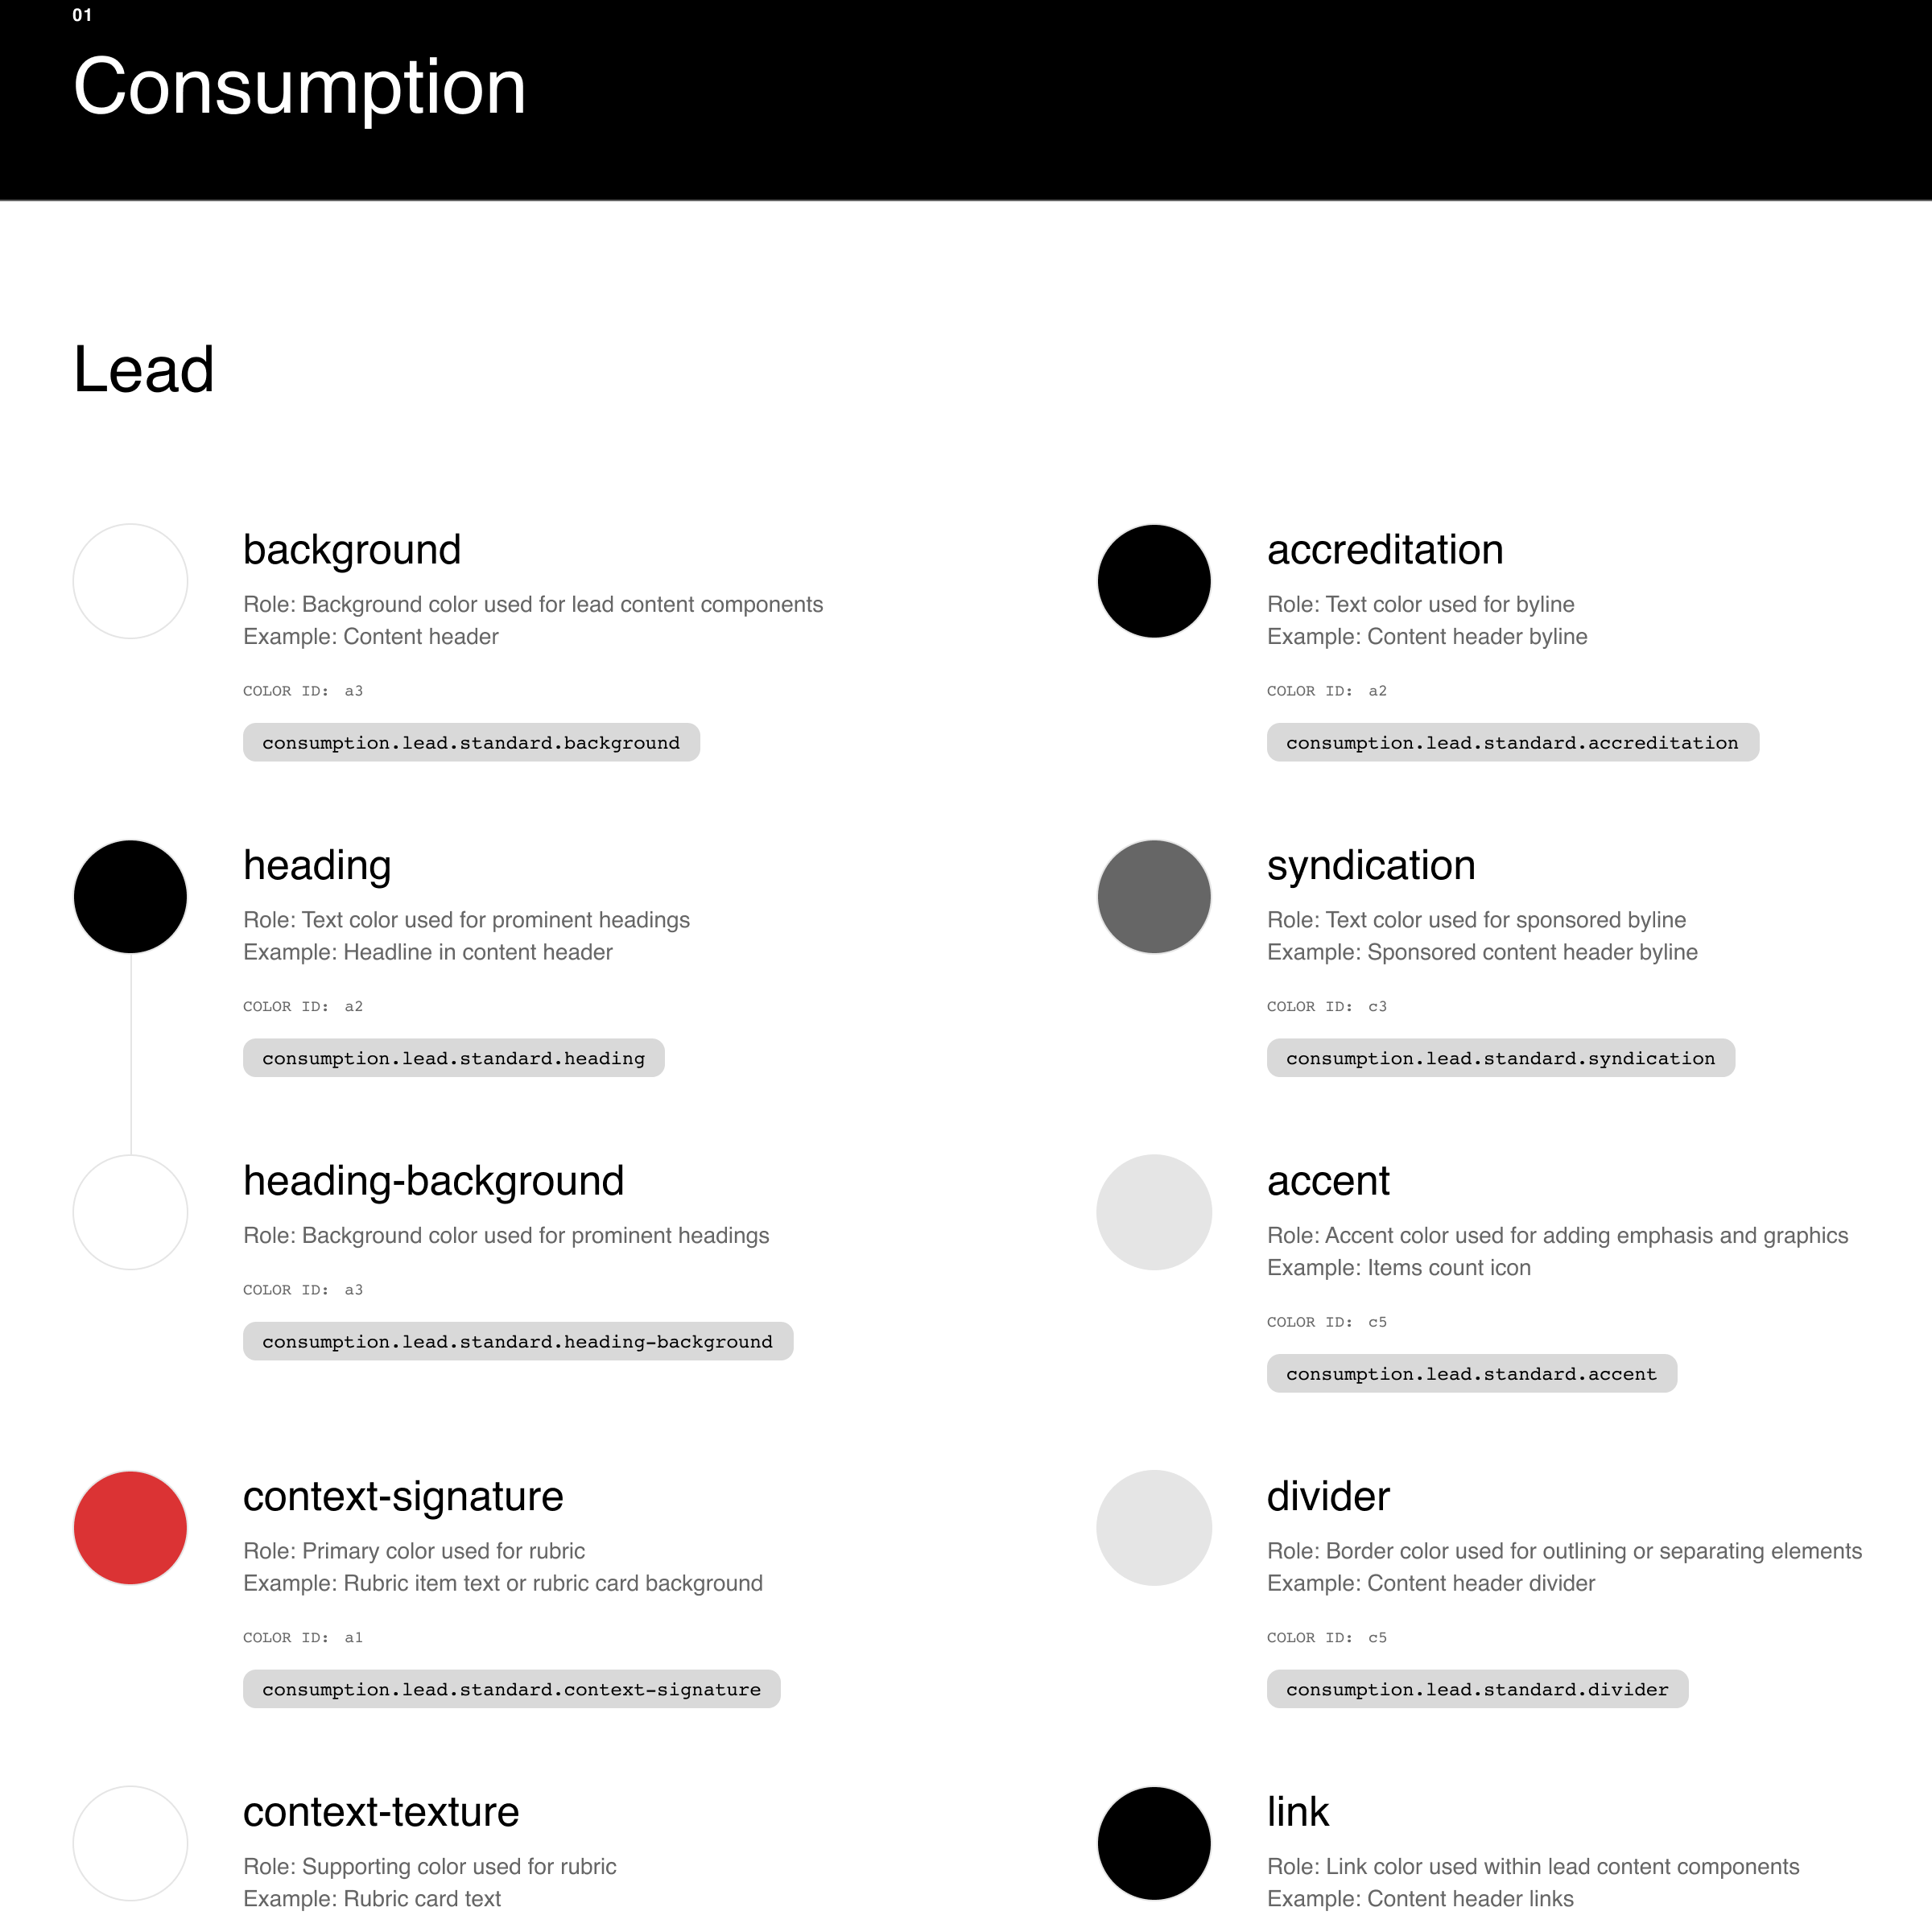 01
Consumption
Lead
background
Role: Background color used for lead content components
Example: Content header
COLOR ID: a3
consumption.lead.standard.background
heading
Role: Text color used for prominent headings
Example: Headline in content header
COLOR ID: a2
consumption.lead.standard.heading
heading-background
Role: Background color used for prominent headings
COLOR ID: a3
consumption.lead.standard.heading-background
context-signature
Role: Primary color used for rubric
Example: Rubric item text or rubric card background
COLOR ID: a1
consumption.lead.standard.context-signature
context-texture
Role: Supporting color used for rubric
Example: Rubric card text
accreditation
Role: Text color used for byline
Example: Content header byline
COLOR ID: a2
consumption.lead.standard.accreditation
syndication
Role: Text color used for sponsored byline
Example: Sponsored content header byline
COLOR ID: c3
consumption.lead.standard.syndication
accent
Role: Accent color used for adding emphasis and graphics
Example: Items count icon
COLOR ID: c5
consumption.lead.standard.accent
divider
Role: Border color used for outlining or separating elements
Example: Content header divider
COLOR ID: c5
consumption.lead.standard.divider
link
Role: Link color used within lead content components
Example: Content header links